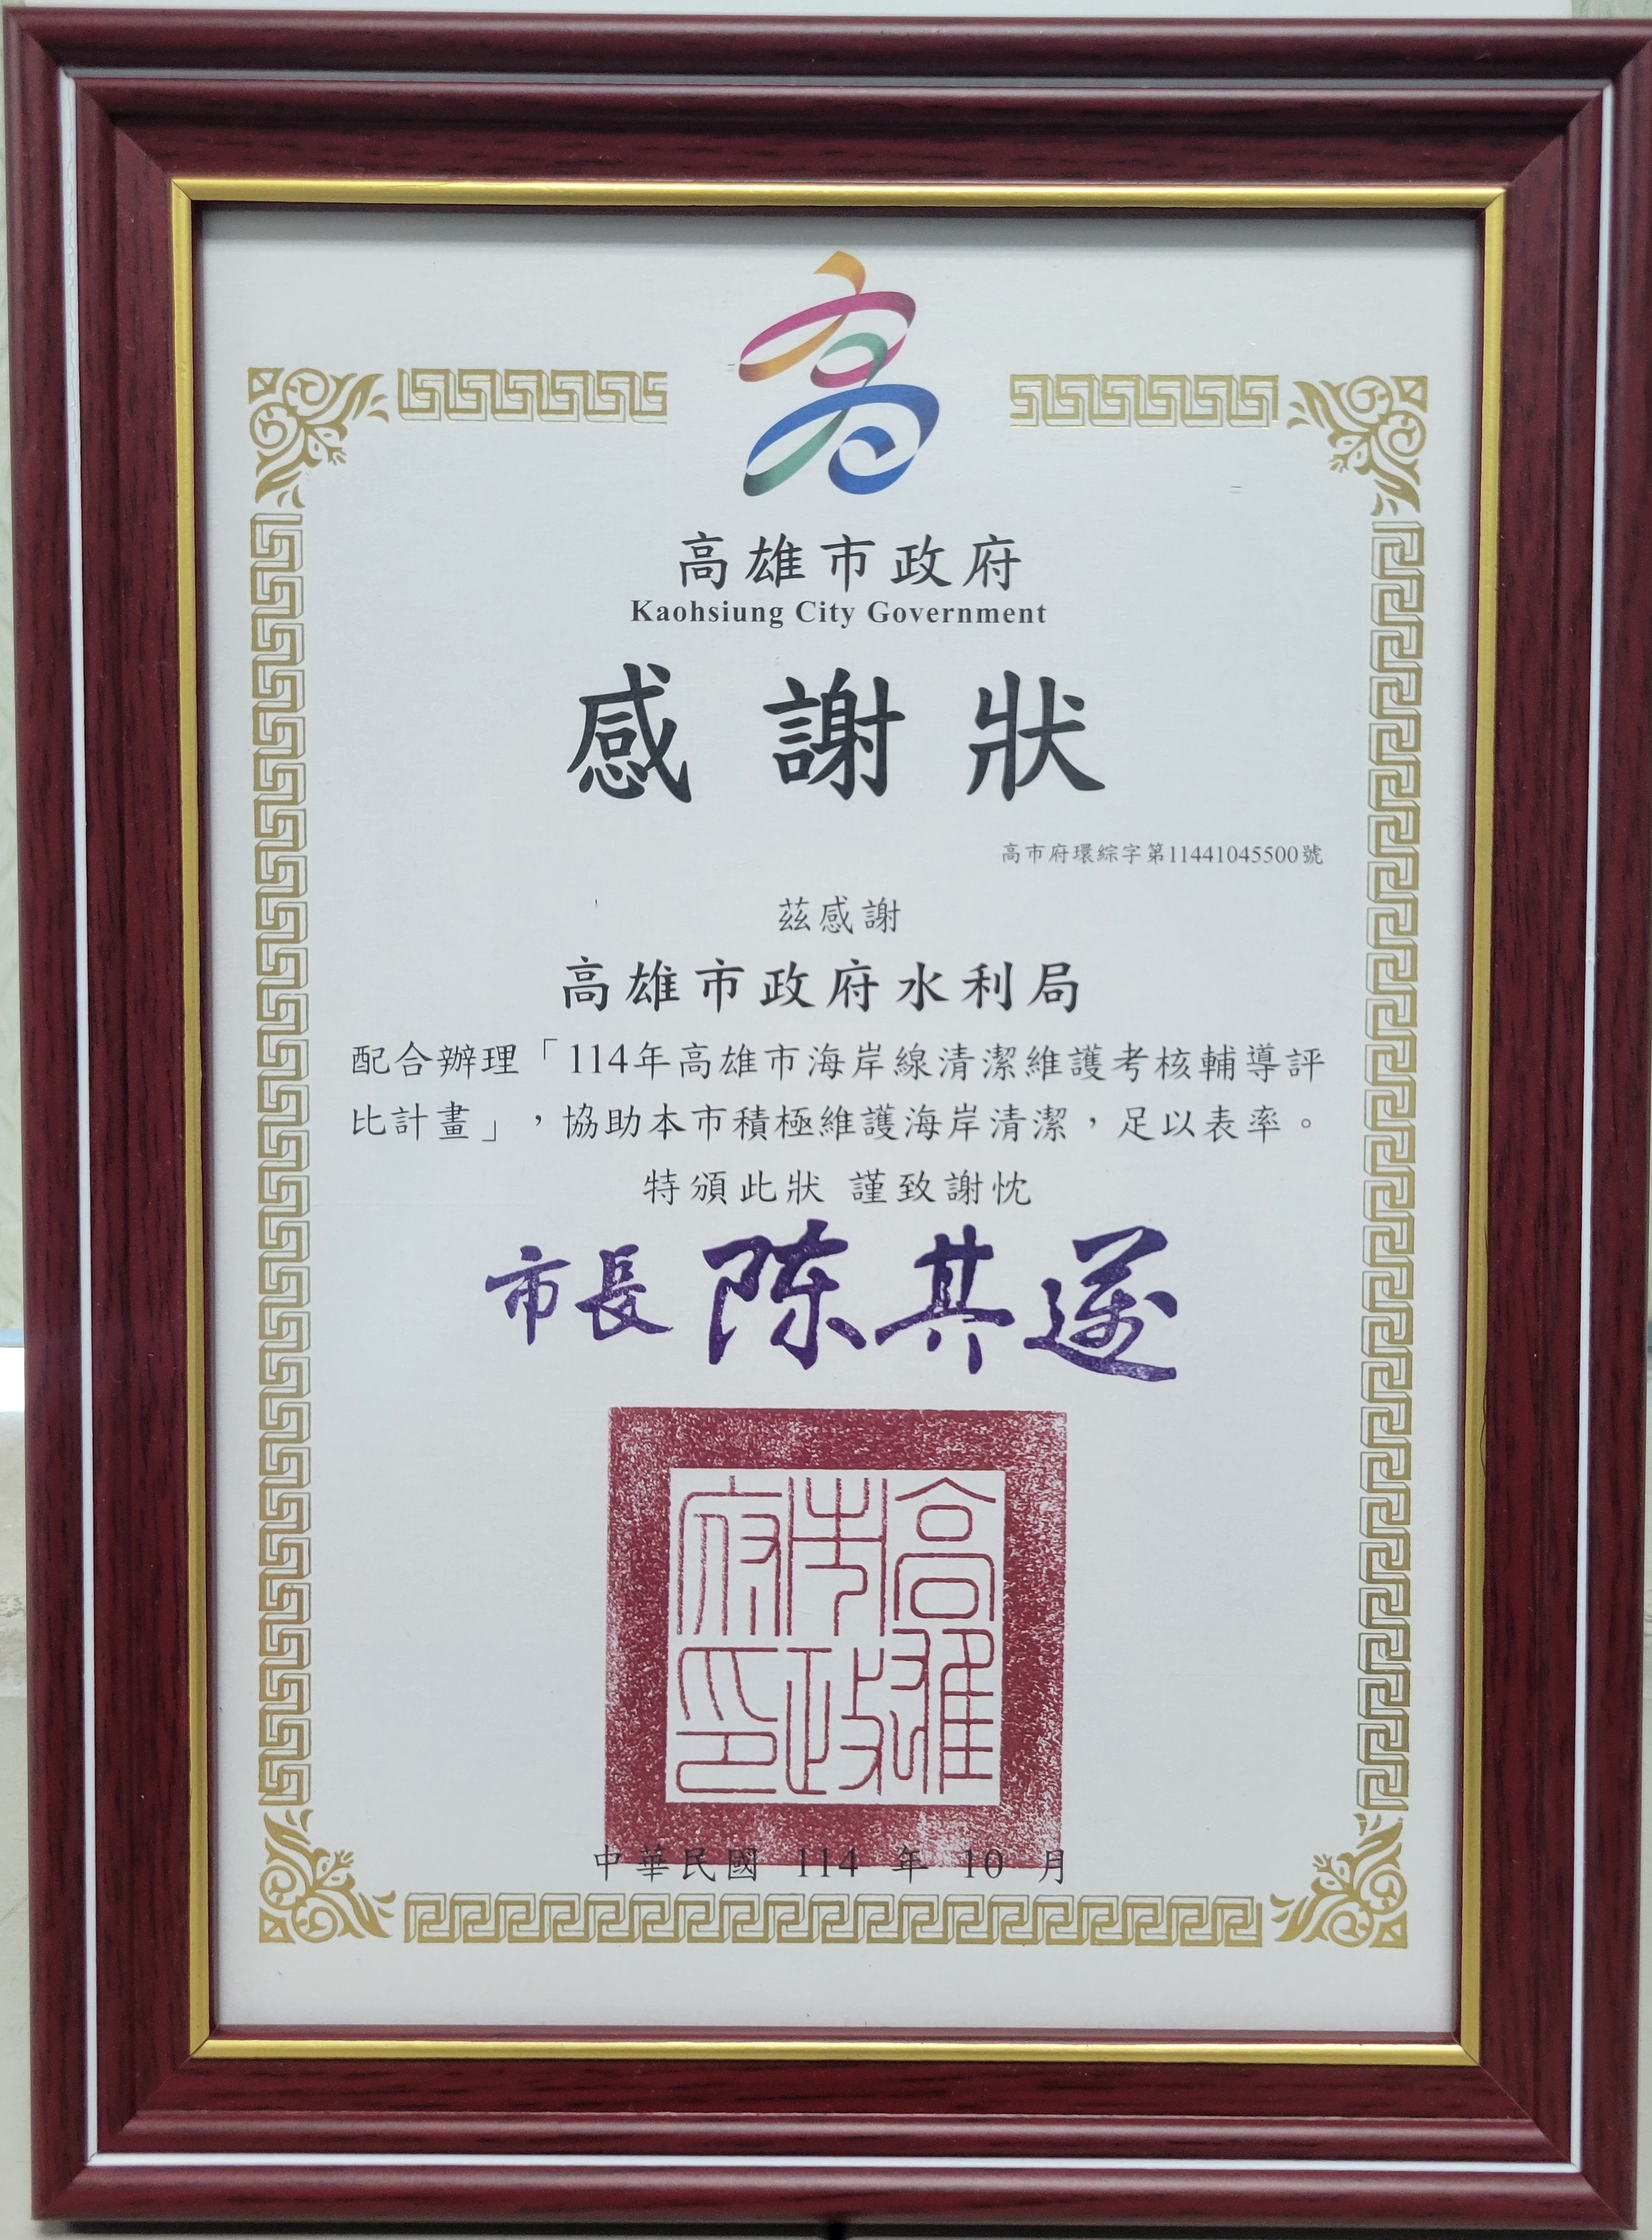 高雄市政府
Kaohsiung City Government
感謝狀
高市府環綜字第11441045500號
茲感謝
高雄市政府水利局
配合辦理「114年高雄市海岸線清潔維護考核輔導評
比計畫」，協助本市積極維護海岸清潔，足以表率。
特頒此狀 謹致謝忱
市長 陳其邁
高雄市政府印
中華民國 114 年 10 月